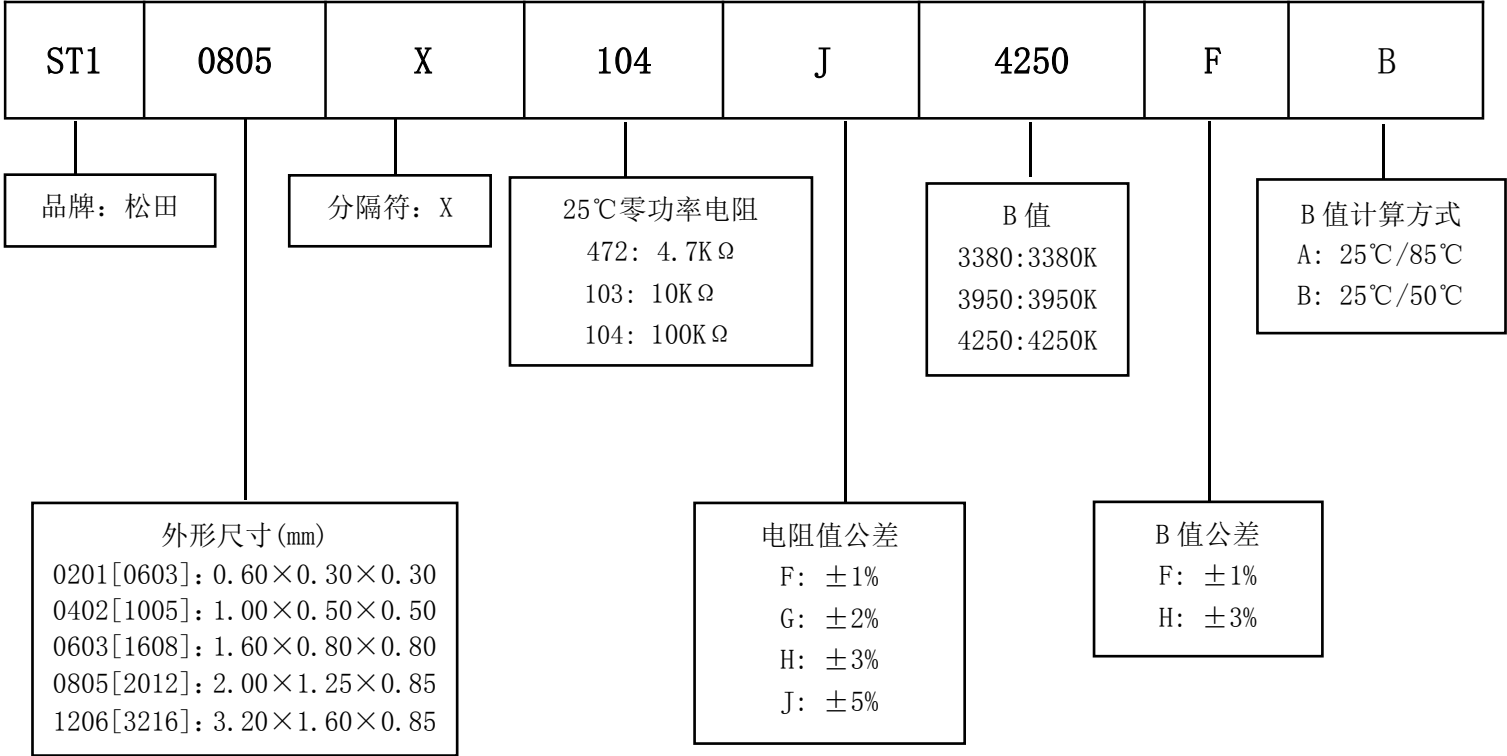 ST1 0805 X 104 J 4250 F B
品牌：松田
分隔符：X
25℃零功率电阻
472: 4.7KΩ
103: 10KΩ
104: 100KΩ
B值
3380:3380K
3950:3950K
4250:4250K
B值计算方式
A: 25℃/85℃
B: 25℃/50℃
外形尺寸(mm)
0201[0603]：0.60×0.30×0.30
0402[1005]：1.00×0.50×0.50
0603[1608]：1.60×0.80×0.80
0805[2012]：2.00×1.25×0.85
1206[3216]：3.20×1.60×0.85
电阻值公差
F: ±1%
G: ±2%
H: ±3%
J: ±5%
B值公差
F: ±1%
H: ±3%